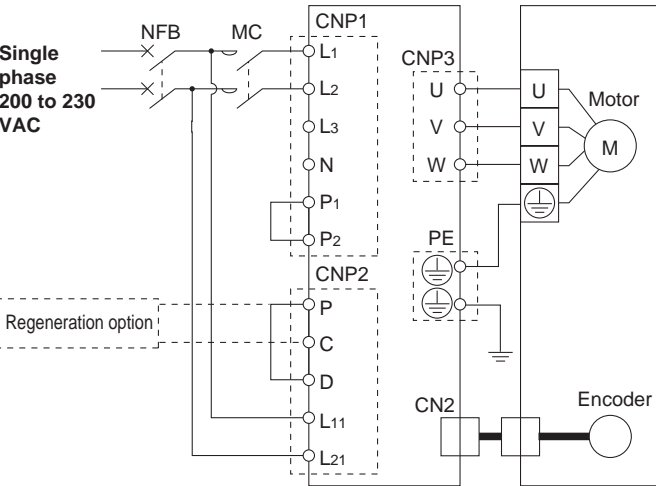 NFB
MC
CNP1
Single
phase
200 to 230
VAC
L1
L2
L3
N
P1
P2
CNP3
U
V
W
U
V
W
Motor
M
PE
CNP2
Regeneration option
P
C
D
L11
L21
CN2
Encoder